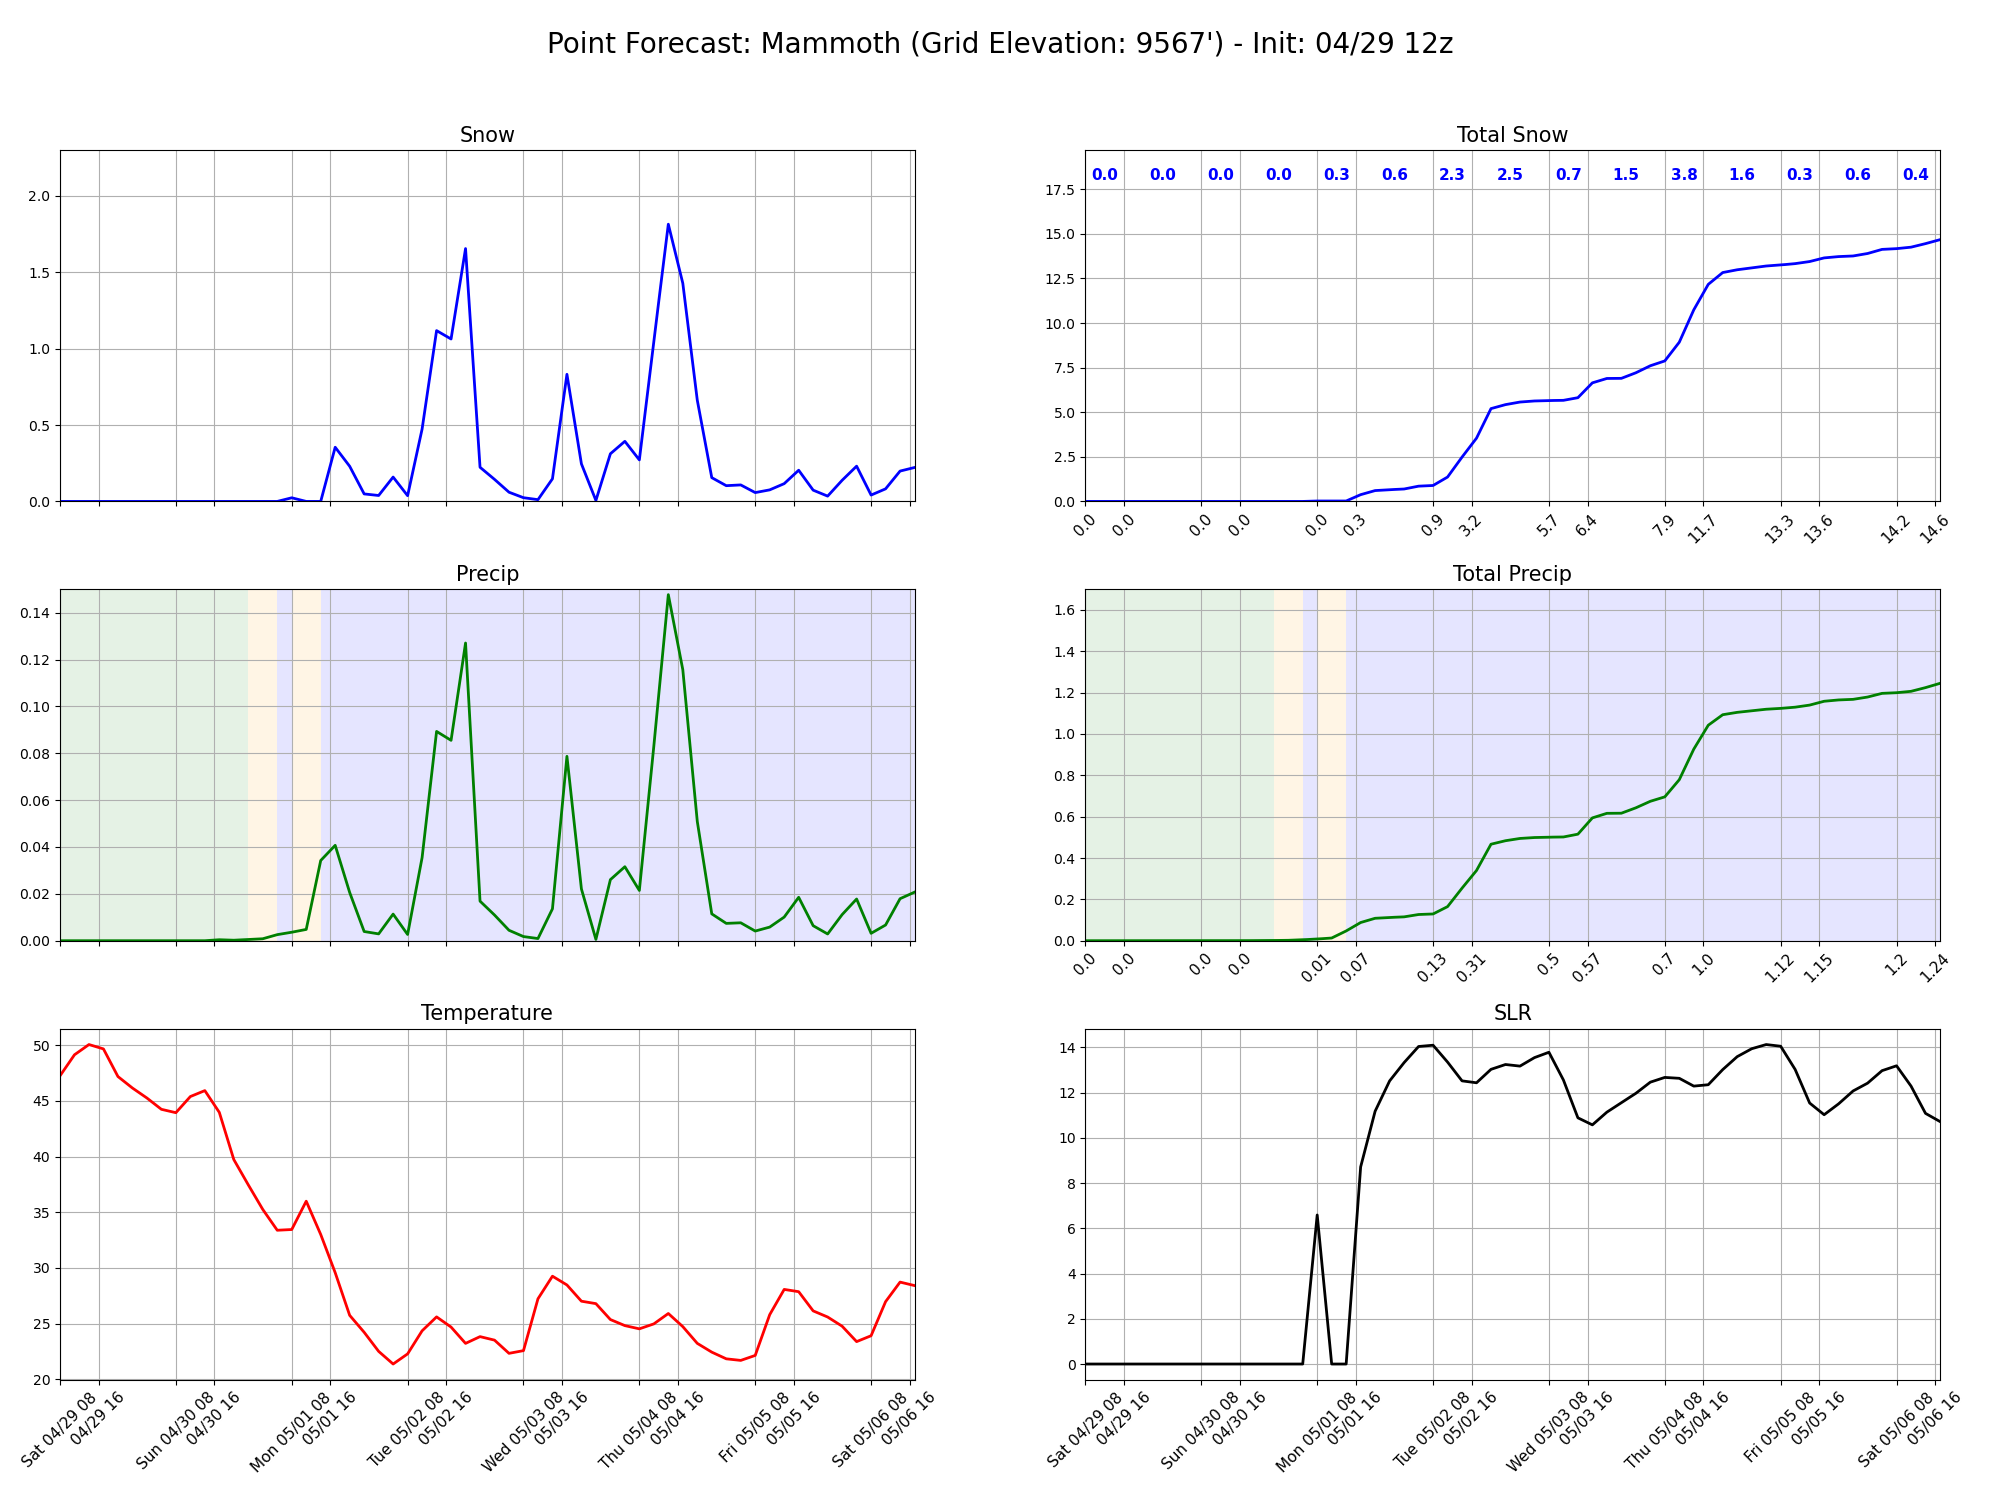 Point Forecast: Mammoth (Grid Elevation: 9567') - Init: 04/29 12z
Snow
2.0
1.5
1.0
0.5
0.0
Total Snow
0.0 0.0 0.0 0.0 0.3 0.6 2.3 2.5 0.7 1.5 3.8 1.6 0.3 0.6 0.4
17.5
15.0
12.5
10.0
7.5
5.0
2.5
0.0
0.0 0.0 0.0 0.0 0.0 0.3 0.9 3.2 5.7 6.4 7.9 11.7 13.3 13.6 14.2 14.6
Precip
0.14
0.12
0.10
0.08
0.06
0.04
0.02
0.00
Total Precip
1.6
1.4
1.2
1.0
0.8
0.6
0.4
0.2
0.0
0.0 0.0 0.0 0.0 0.01 0.07 0.13 0.31 0.5 0.57 0.7 1.0 1.12 1.15 1.2 1.24
Temperature
50
45
40
35
30
25
20
Sat 04/29 08
04/29 16
Sun 04/30 08
04/30 16
Mon 05/01 08
05/01 16
Tue 05/02 08
05/02 16
Wed 05/03 08
05/03 16
Thu 05/04 08
05/04 16
Fri 05/05 08
05/05 16
Sat 05/06 08
05/06 16
SLR
14
12
10
8
6
4
2
0
Sat 04/29 08
04/29 16
Sun 04/30 08
04/30 16
Mon 05/01 08
05/01 16
Tue 05/02 08
05/02 16
Wed 05/03 08
05/03 16
Thu 05/04 08
05/04 16
Fri 05/05 08
05/05 16
Sat 05/06 08
05/06 16